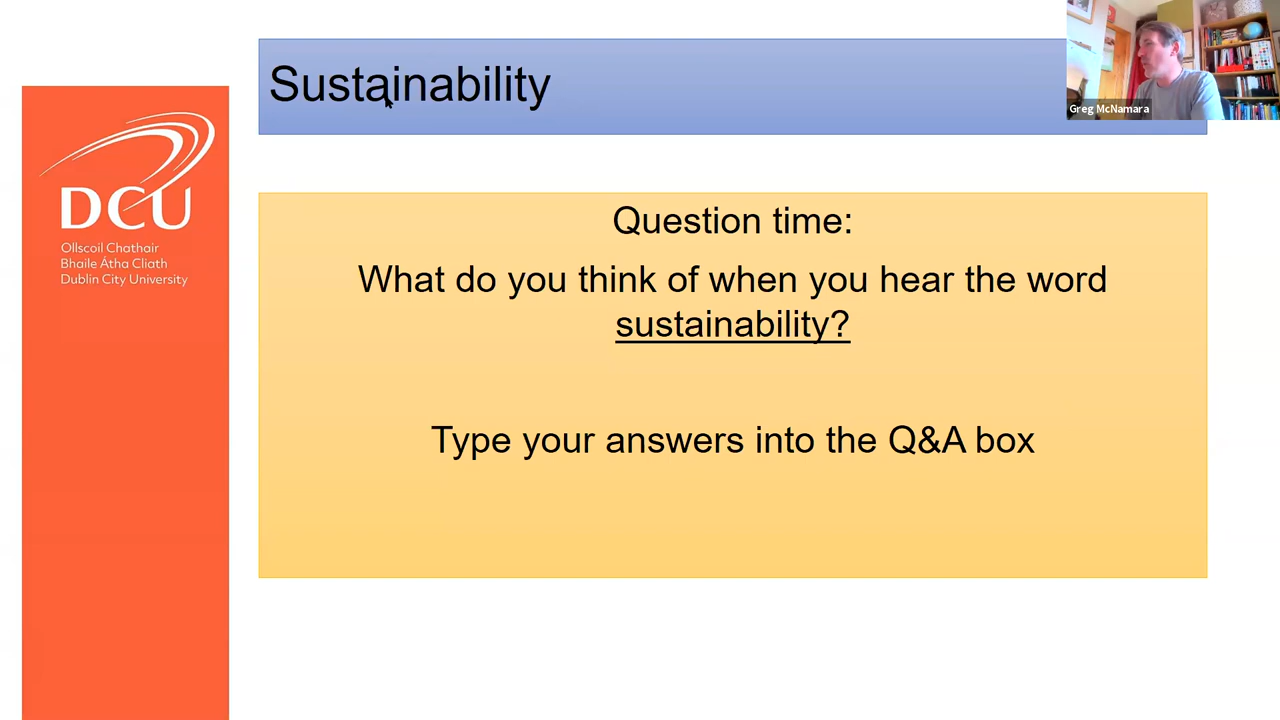 Sustainability
Greg McNamara
DCU
Ollscoil Chathair
Bhaile Átha Cliath
Dublin City University
Question time:
What do you think of when you hear the word
sustainability?
Type your answers into the Q&A box